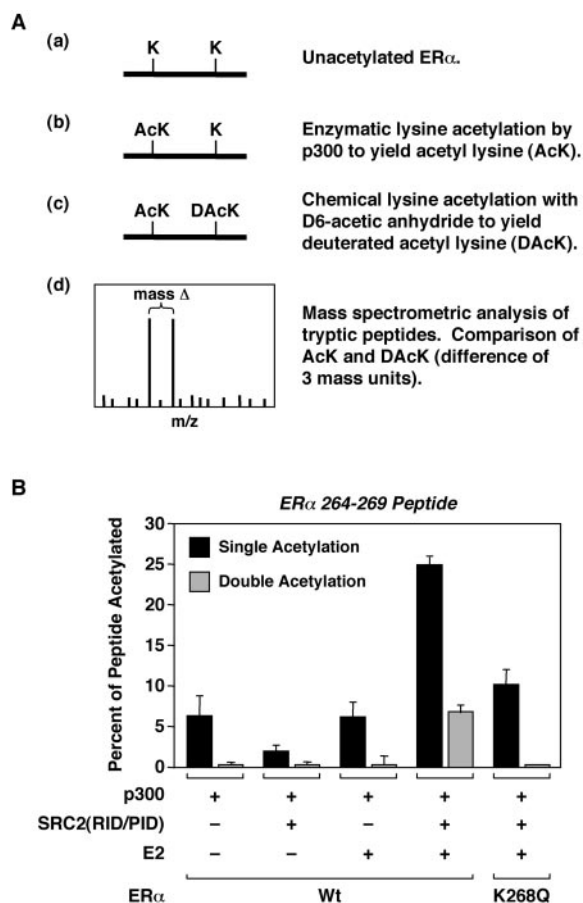 A
(a)
K K
Unacetylated ERα.
(b)
AcK K
Enzymatic lysine acetylation by
p300 to yield acetyl lysine (AcK).
(c)
AcK DAcK
Chemical lysine acetylation with
D6-acetic anhydride to yield
deuterated acetyl lysine (DAcK).
(d)
mass Δ
m/z
Mass spectrometric analysis of
tryptic peptides. Comparison of
AcK and DAcK (difference of
3 mass units).
B
ERα 264-269 Peptide
Percent of Peptide Acetylated
30
25
20
15
10
5
0
Single Acetylation
Double Acetylation
p300 + + + + +
SRC2(RID/PID) – + – + +
E2 – – + + +
ERα Wt K268Q